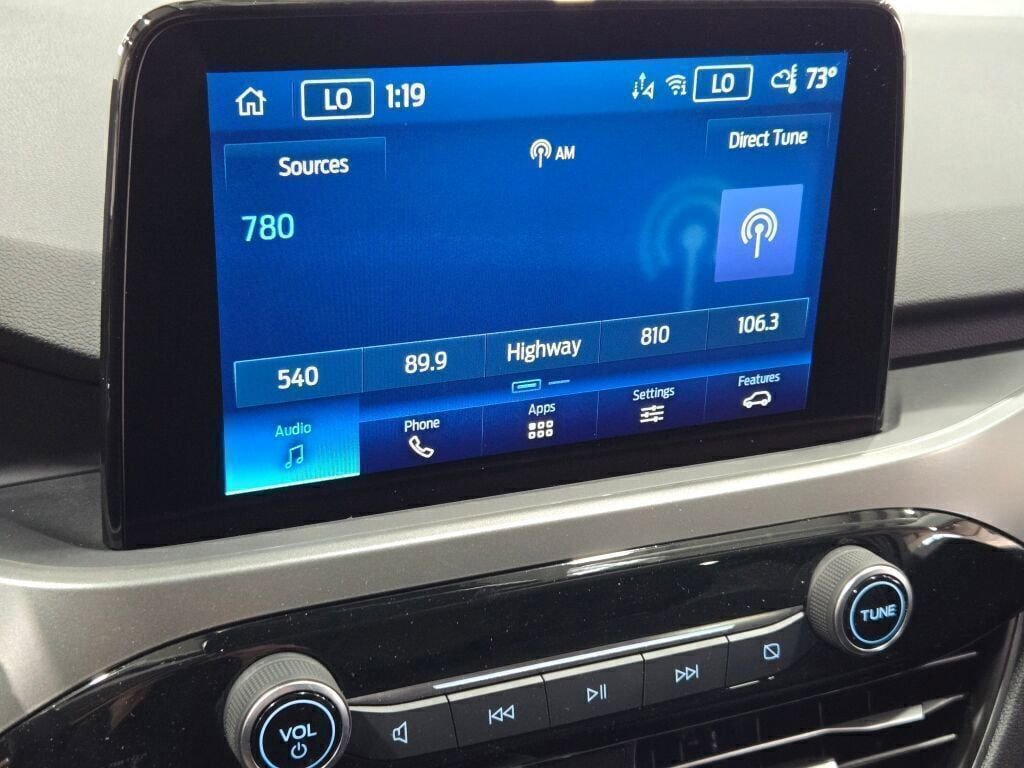 LO 1:19 LO 73°
Sources AM Direct Tune
780
540 89.9 Highway 810 106.3
Audio Phone Apps Settings Features
TUNE
VOL